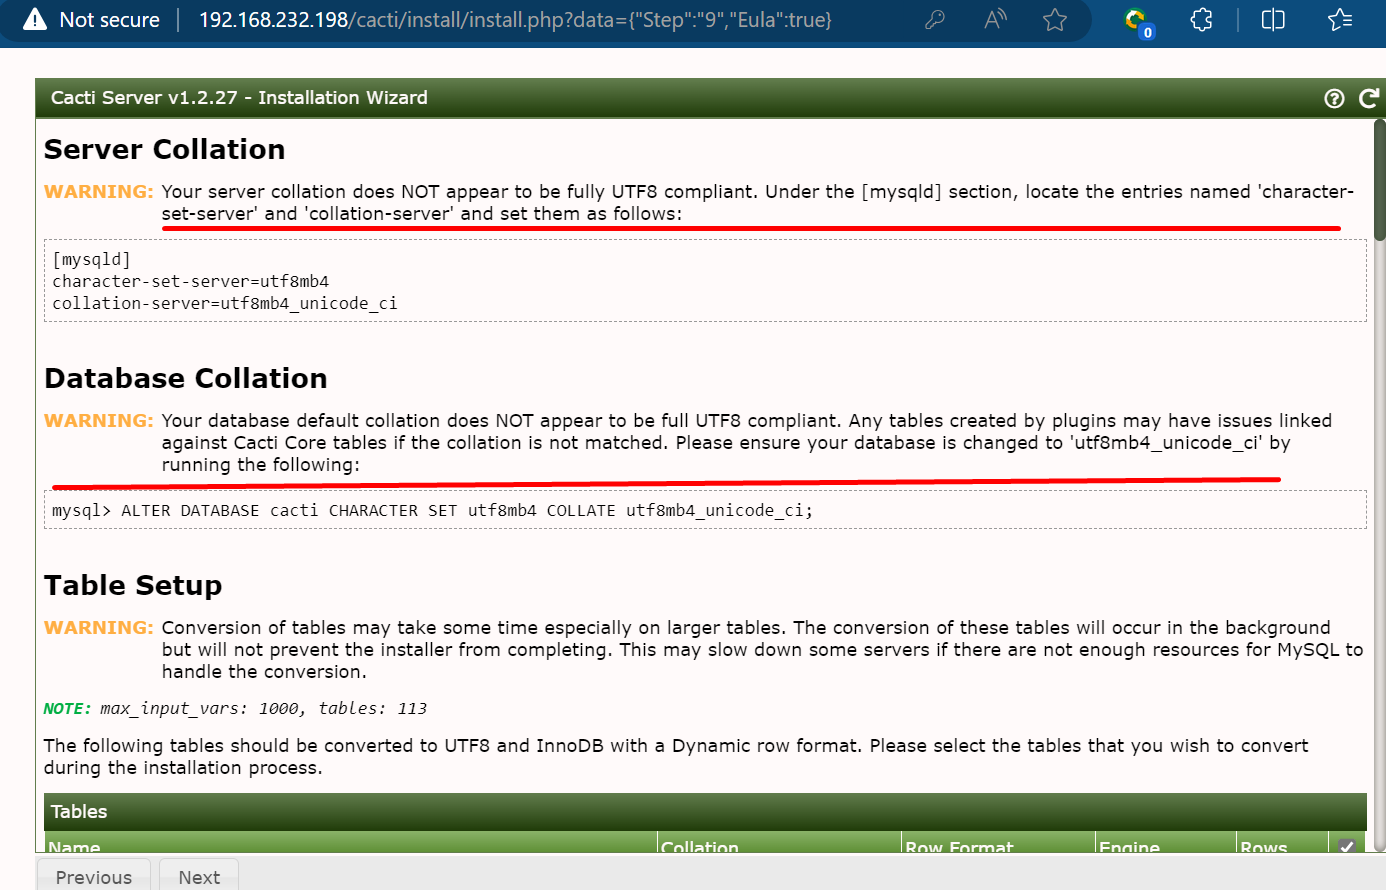 Not secure 192.168.232.198/cacti/install/install.php?data={"Step":"9","Eula":true}
0
Cacti Server v1.2.27 - Installation Wizard
Server Collation
WARNING: Your server collation does NOT appear to be fully UTF8 compliant. Under the [mysqld] section, locate the entries named 'character-
set-server' and 'collation-server' and set them as follows:
[mysqld]
character-set-server=utf8mb4
collation-server=utf8mb4_unicode_ci
Database Collation
WARNING: Your database default collation does NOT appear to be full UTF8 compliant. Any tables created by plugins may have issues linked
against Cacti Core tables if the collation is not matched. Please ensure your database is changed to 'utf8mb4_unicode_ci' by
running the following:
mysql> ALTER DATABASE cacti CHARACTER SET utf8mb4 COLLATE utf8mb4_unicode_ci;
Table Setup
WARNING: Conversion of tables may take some time especially on larger tables. The conversion of these tables will occur in the background
but will not prevent the installer from completing. This may slow down some servers if there are not enough resources for MySQL to
handle the conversion.
NOTE: max_input_vars: 1000, tables: 113
The following tables should be converted to UTF8 and InnoDB with a Dynamic row format. Please select the tables that you wish to convert
during the installation process.
Tables
Name Collation Row Format Engine Rows
Previous Next